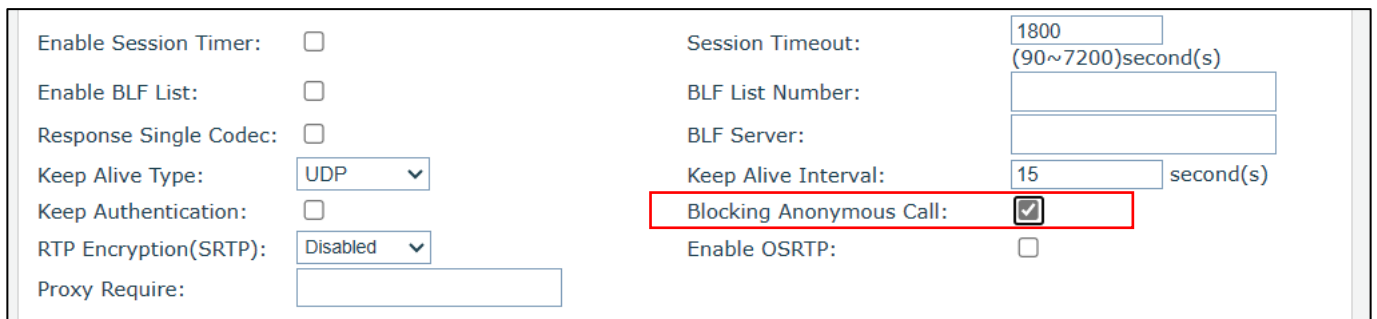 Enable Session Timer: Session Timeout: 1800
(90~7200)second(s)
Enable BLF List: BLF List Number:
Response Single Codec: BLF Server:
Keep Alive Type: UDP Keep Alive Interval: 15 second(s)
Keep Authentication: Blocking Anonymous Call:
RTP Encryption(SRTP): Disabled Enable OSRTP:
Proxy Require: